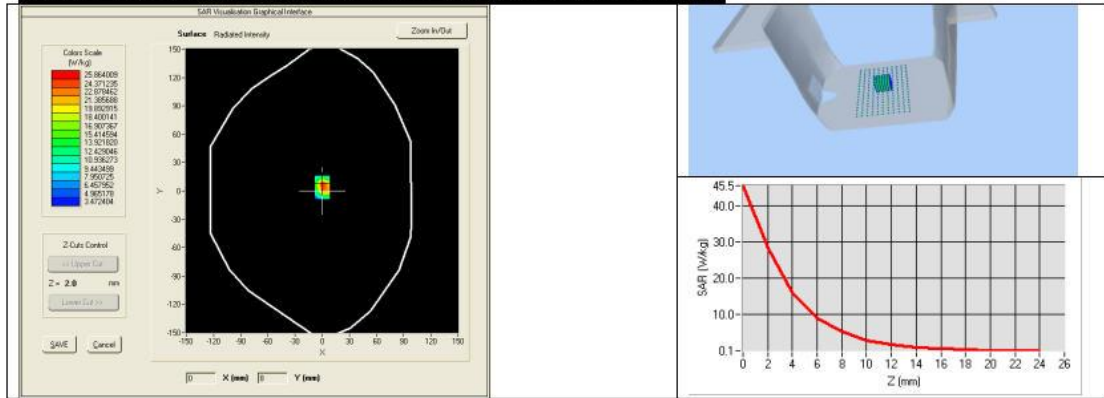 SAR Visualisation Graphical Interface
Surface Radiated Intensity
Zoom In/Out
Colors Scale
(W/kg)
25.864009
24.371235
22.878462
21.385688
19.892915
18.400141
16.907367
15.414594
13.921820
12.429046
10.936273
9.443499
7.950725
6.457952
4.965178
3.472404
Z-Cuts Control
<< Upper Cut
Z = 2.0 mm
Lower Cut >>
SAVE Cancel
150
120
90
60
30
0
-30
-60
-90
-120
-150
Y
-150 -120 -90 -60 -30 0 30 60 90 120 150
X
0 X (mm) 0 Y (mm)
45.5
40.0
30.0
20.0
10.0
0.1
SAR (W/kg)
0 2 4 6 8 10 12 14 16 18 20 22 24 26
Z (mm)